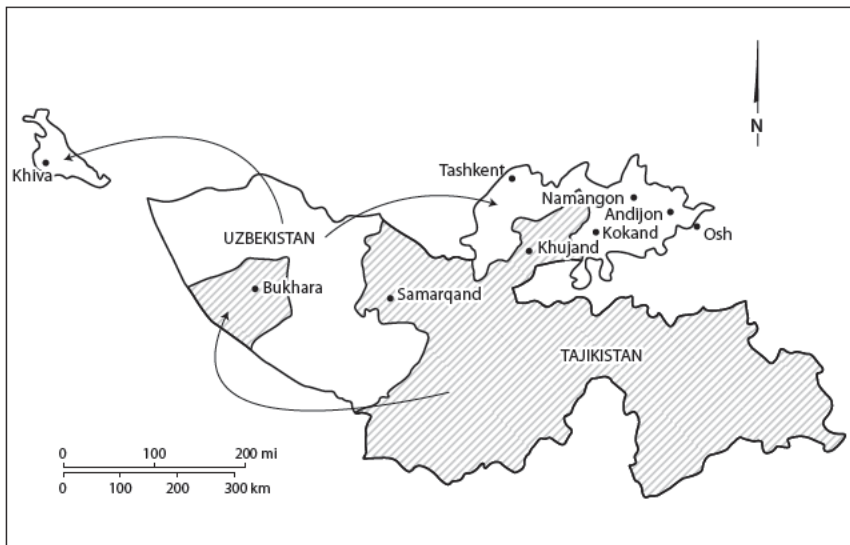 N
Khiva
Tashkent
Namangon
Andijon
Kokand
Osh
UZBEKISTAN
Khujand
Bukhara
Samarqand
TAJIKISTAN
0 100 200 mi
0 100 200 300 km